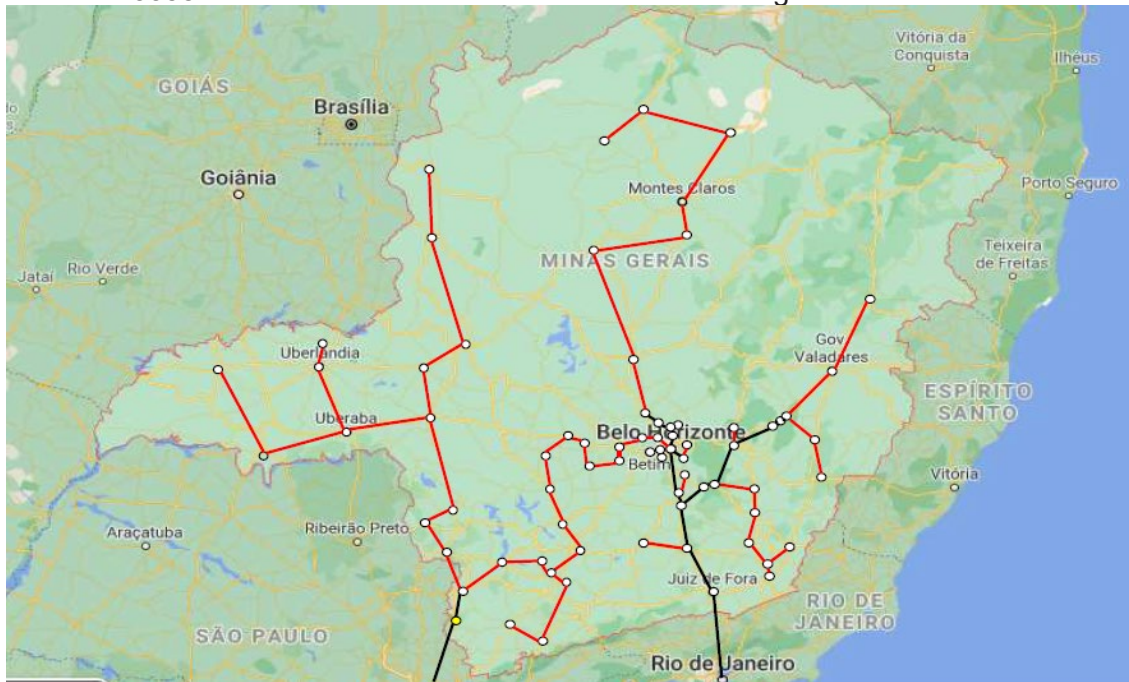 Vitória da
Conquista
Ilhéus
GOIÁS
Brasília
Goiânia
Montes Claros
Porto Seguro
MINAS GERAIS
Teixeira
de Freitas
Jataí
Rio Verde
Uberlândia
Gov.
Valadares
ESPÍRITO
SANTO
Uberaba
Belo Horizonte
Betim
Vitória
Araçatuba
Ribeirão Preto
Juiz de Fora
RIO DE
JANEIRO
SÃO PAULO
Rio de Janeiro